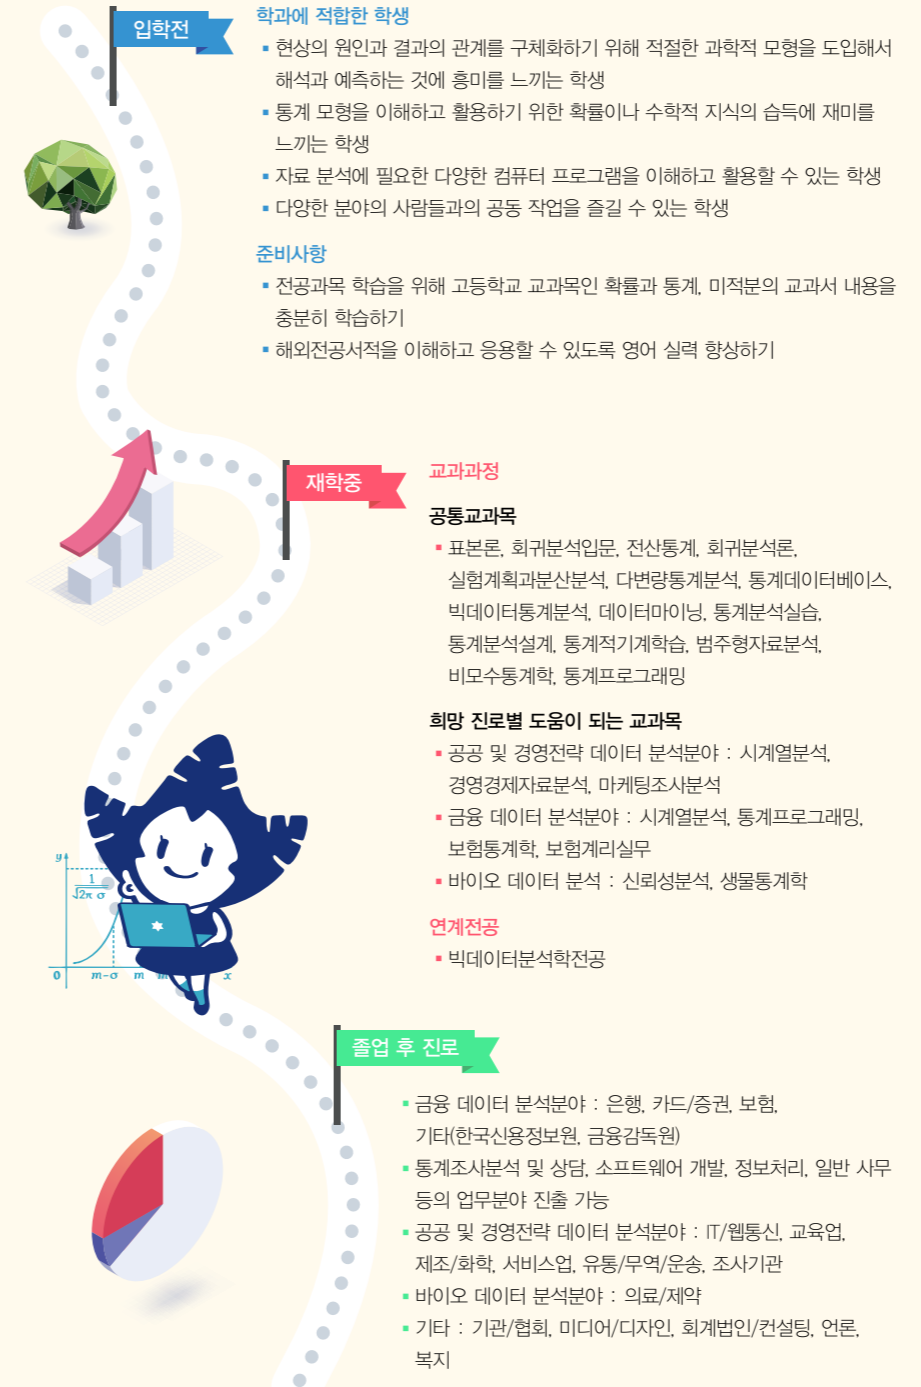 입학전
학과에 적합한 학생
▪ 현상의 원인과 결과의 관계를 구체화하기 위해 적절한 과학적 모형을 도입해서
해석과 예측하는 것에 흥미를 느끼는 학생
▪ 통계 모형을 이해하고 활용하기 위한 확률이나 수학적 지식의 습득에 재미를
느끼는 학생
▪ 자료 분석에 필요한 다양한 컴퓨터 프로그램을 이해하고 활용할 수 있는 학생
▪ 다양한 분야의 사람들과의 공동 작업을 즐길 수 있는 학생
준비사항
▪ 전공과목 학습을 위해 고등학교 교과목인 확률과 통계, 미적분의 교과서 내용을
충분히 학습하기
▪ 해외전공서적을 이해하고 응용할 수 있도록 영어 실력 향상하기
재학중
교과과정
공통교과목
▪ 표본론, 회귀분석입문, 전산통계, 회귀분석론,
실험계획과분산분석, 다변량통계분석, 통계데이터베이스,
빅데이터통계분석, 데이터마이닝, 통계분석실습,
통계분석설계, 통계적기계학습, 범주형자료분석,
비모수통계학, 통계프로그래밍
희망 진로별 도움이 되는 교과목
▪ 공공 및 경영전략 데이터 분석분야 : 시계열분석,
경영경제자료분석, 마케팅조사분석
▪ 금융 데이터 분석분야 : 시계열분석, 통계프로그래밍,
보험통계학, 보험계리실무
▪ 바이오 데이터 분석 : 신뢰성분석, 생물통계학
연계전공
▪ 빅데이터분석학전공
y
1
√2π σ
0 m-σ m m x
졸업 후 진로
▪ 금융 데이터 분석분야 : 은행, 카드/증권, 보험,
기타(한국신용정보원, 금융감독원)
▪ 통계조사분석 및 상담, 소프트웨어 개발, 정보처리, 일반 사무
등의 업무분야 진출 가능
▪ 공공 및 경영전략 데이터 분석분야 : IT/웹통신, 교육업,
제조/화학, 서비스업, 유통/무역/운송, 조사기관
▪ 바이오 데이터 분석분야 : 의료/제약
▪ 기타 : 기관/협회, 미디어/디자인, 회계법인/컨설팅, 언론,
복지